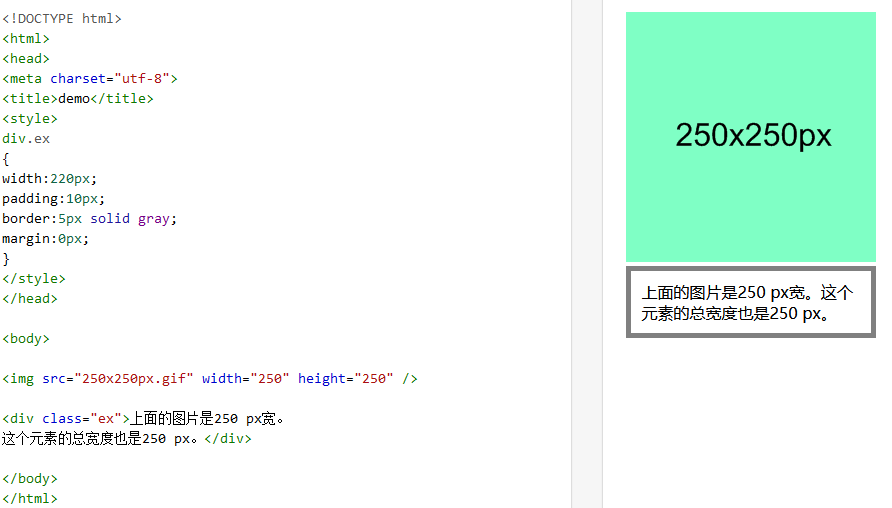 <!DOCTYPE html>
<html>
<head>
<meta charset="utf-8">
<title>demo</title>
<style>
div.ex
{
width:220px;
padding:10px;
border:5px solid gray;
margin:0px;
}
</style>
</head>
<body>
<img src="250x250px.gif" width="250" height="250" />
<div class="ex">上面的图片是250 px宽。
这个元素的总宽度也是250 px。</div>
</body>
</html>
250x250px
上面的图片是250 px宽。这个
元素的总宽度也是250 px。